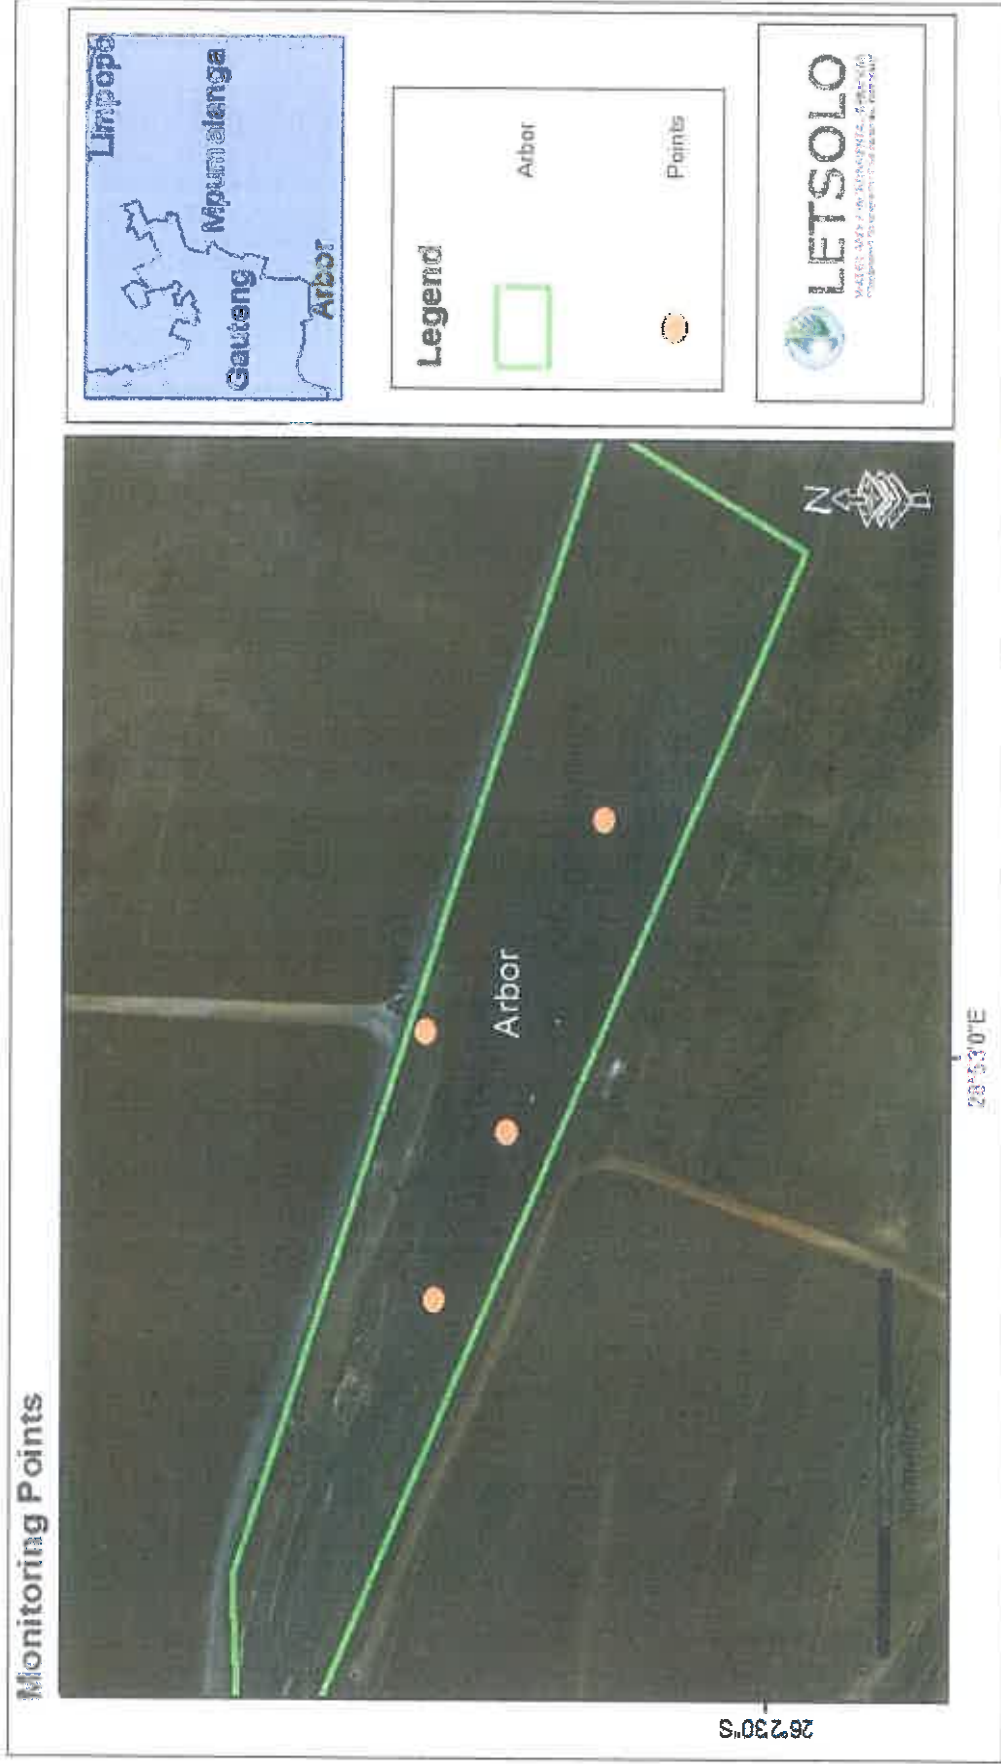 Monitoring Points
Arbor
N
26°2'30"S
28°53'0"E
Limpopo
Mpumalanga
Gauteng
Arbor
Legend
Arbor
Points
LETSOLO